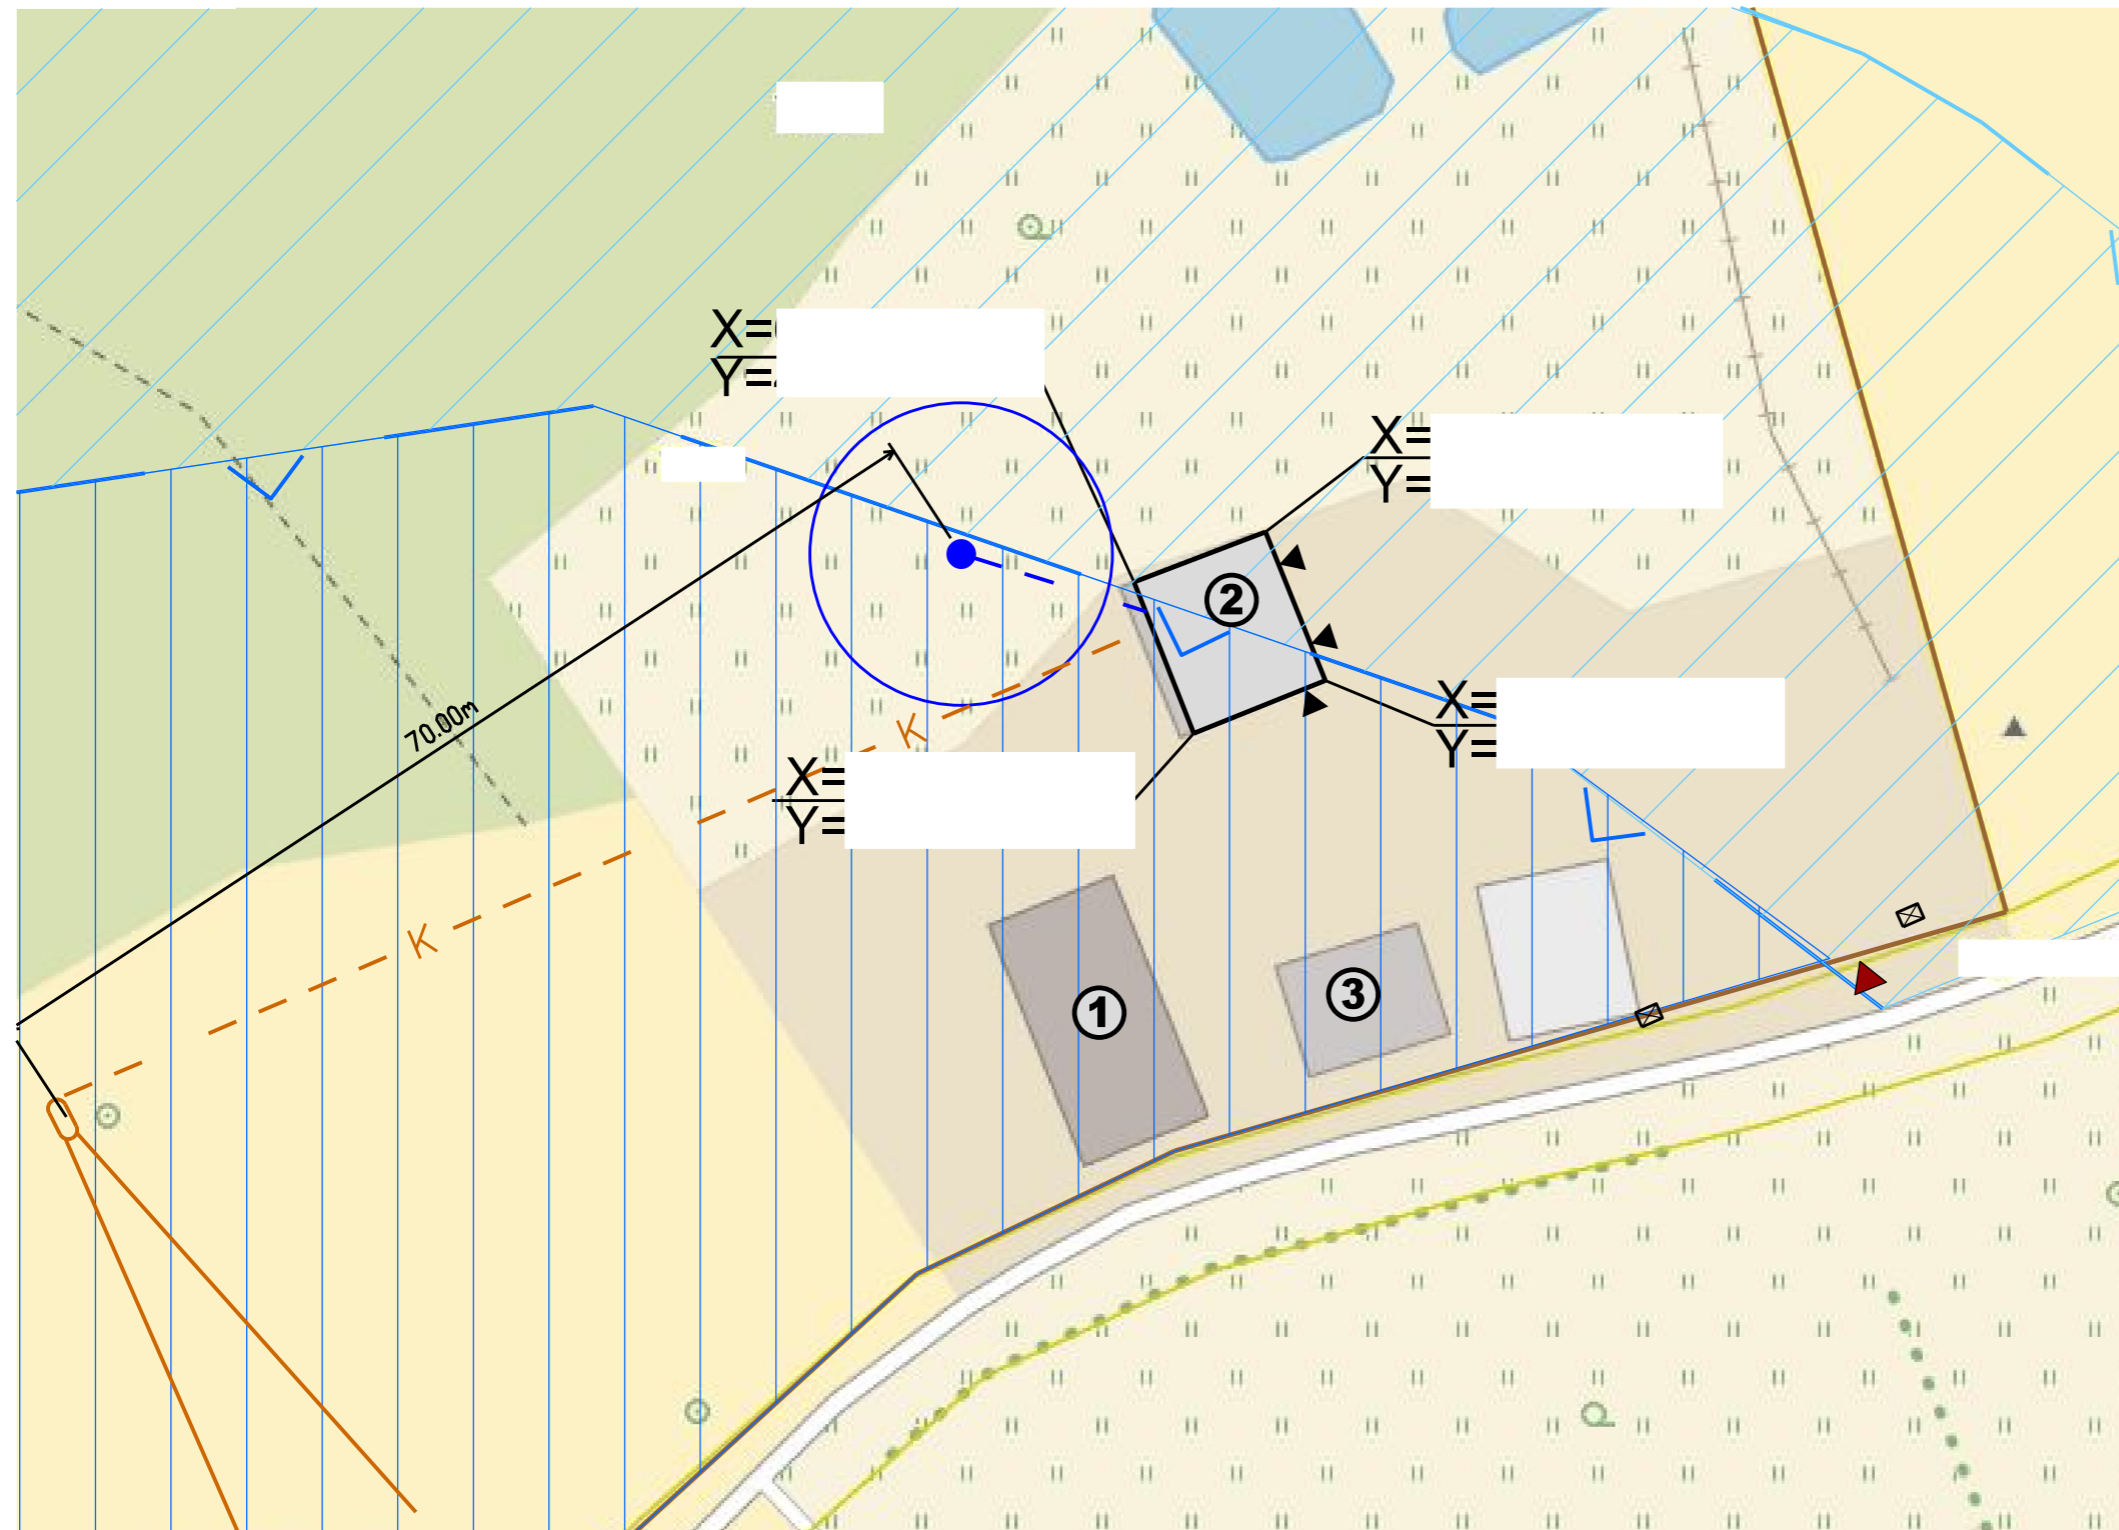 X=
Y=
X=
Y=
2
X=
Y=
70.00m
K
X=
Y=
K
3
1